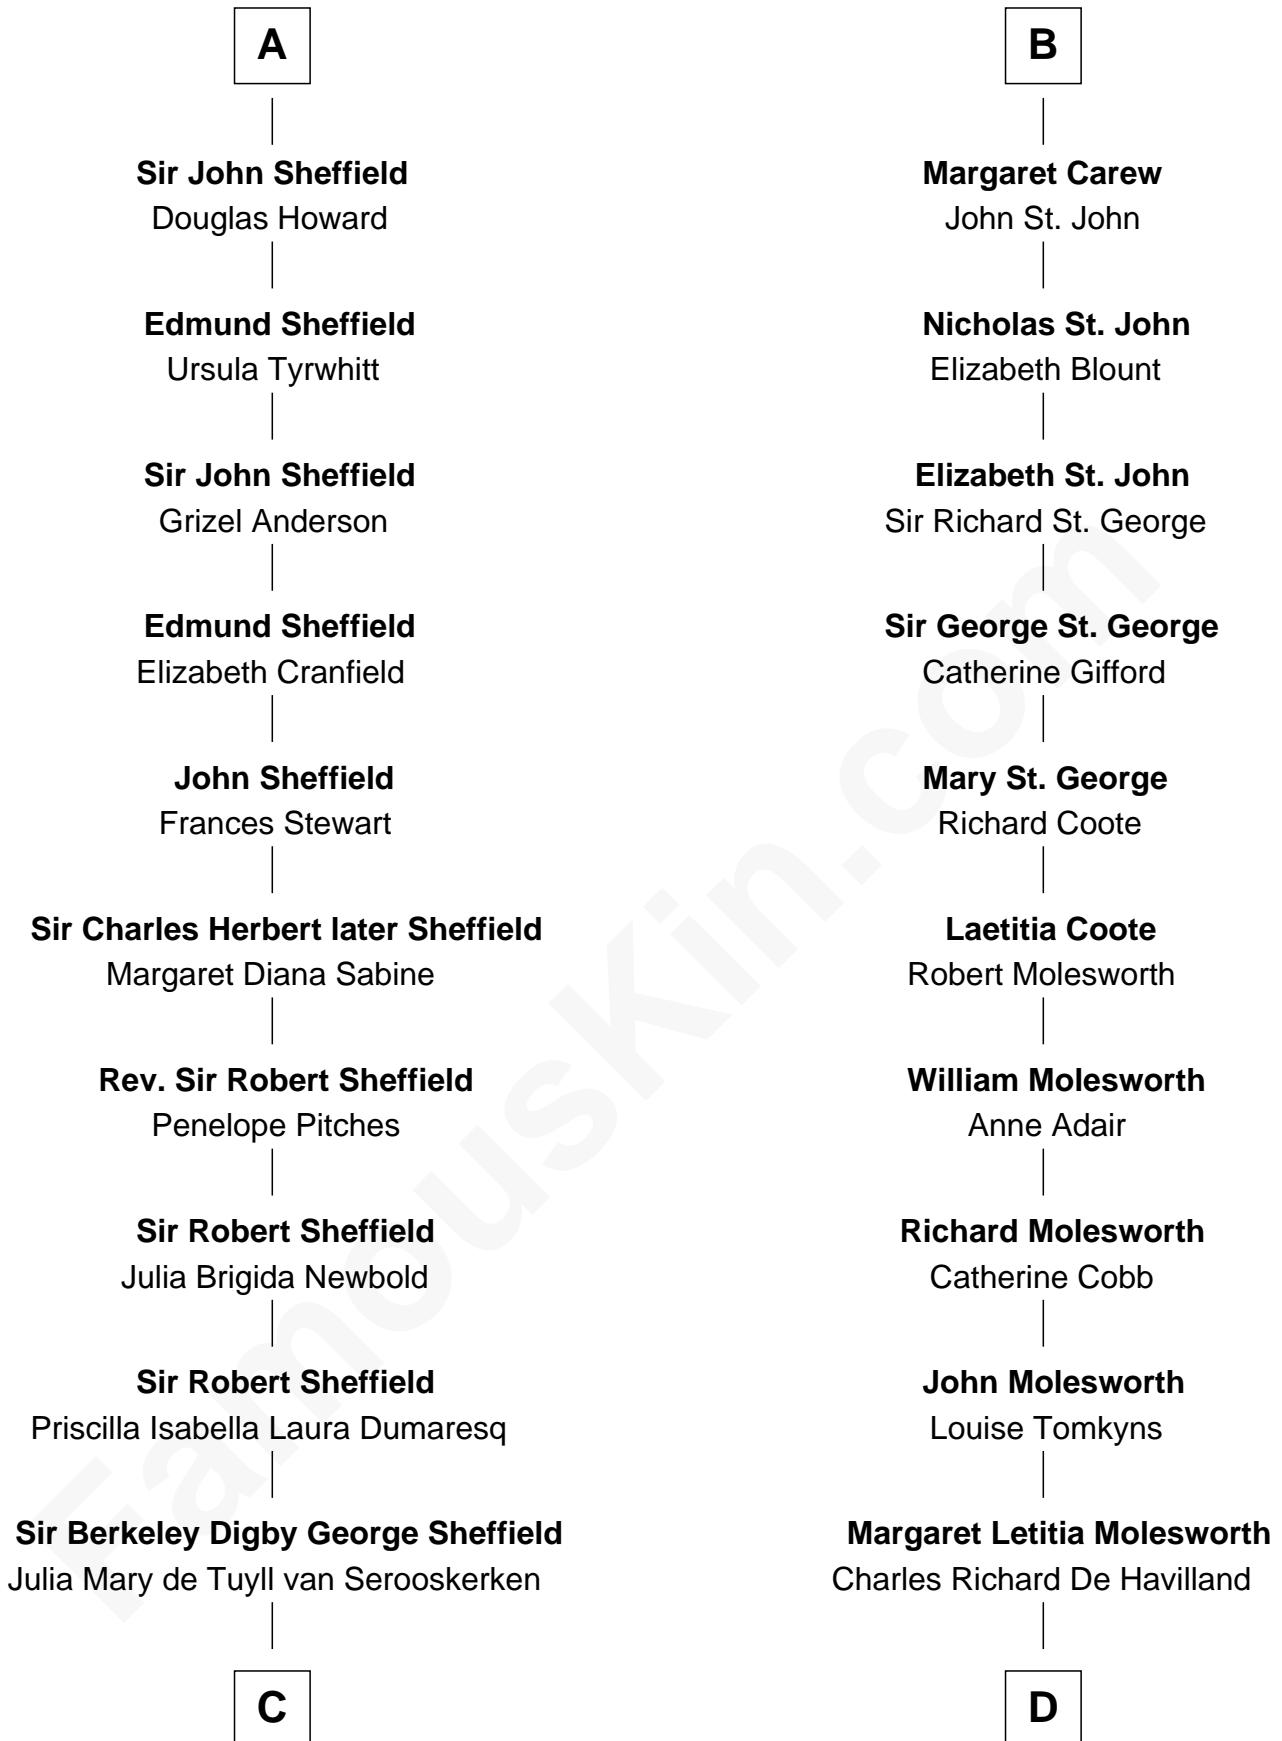 A
Sir John Sheffield
Douglas Howard
Edmund Sheffield
Ursula Tyrwhitt
Sir John Sheffield
Grizel Anderson
Edmund Sheffield
Elizabeth Cranfield
John Sheffield
Frances Stewart
Sir Charles Herbert later Sheffield
Margaret Diana Sabine
Rev. Sir Robert Sheffield
Penelope Pitches
Sir Robert Sheffield
Julia Brigida Newbold
Sir Robert Sheffield
Priscilla Isabella Laura Dumaresq
Sir Berkeley Digby George Sheffield
Julia Mary de Tuyll van Serooskerken
C
B
Margaret Carew
John St. John
Nicholas St. John
Elizabeth Blount
Elizabeth St. John
Sir Richard St. George
Sir George St. George
Catherine Gifford
Mary St. George
Richard Coote
Laetitia Coote
Robert Molesworth
William Molesworth
Anne Adair
Richard Molesworth
Catherine Cobb
John Molesworth
Louise Tomkyns
Margaret Letitia Molesworth
Charles Richard De Havilland
D
FamousKin.com